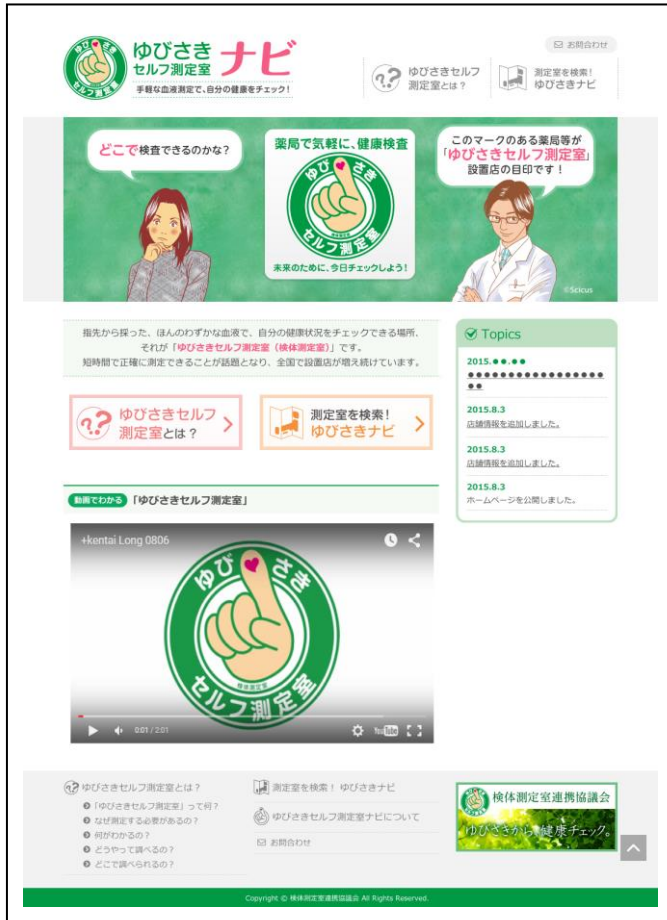 ゆびさき
セルフ測定室
ゆびさき
セルフ測定室
ナビ
手軽な血液測定で、自分の健康をチェック!
お問合わせ
ゆびさきセルフ
測定室とは?
測定室を検索!
ゆびさきナビ
どこで検査できるのかな?
薬局で気軽に、健康検査
ゆびさき
検体測定室
セルフ測定室
未来のために、今日チェックしよう!
このマークのある薬局等が
「ゆびさきセルフ測定室」
設置店の目印です!
©Scicus
指先から採った、ほんのわずかな血液で、自分の健康状況をチェックできる場所、
それが「ゆびさきセルフ測定室(検体測定室)」です。
短時間で正確に測定できることが話題となり、全国で設置店が増え続けています。
ゆびさきセルフ
測定室とは?
測定室を検索!
ゆびさきナビ
Topics
2015.●●.●●
●●●●●●●●●●●●●●●●●
●●
2015.8.3
店舗情報を追加しました。
2015.8.3
店舗情報を追加しました。
2015.8.3
ホームページを公開しました。
動画でわかる 「ゆびさきセルフ測定室」
+kentai Long 0806
ゆびさき
検体測定室
セルフ測定室
0:01 / 2:01
YouTube
ゆびさきセルフ測定室とは?
「ゆびさきセルフ測定室」って何?
なぜ測定する必要があるの?
何がわかるの?
どうやって調べるの?
どこで調べられるの?
測定室を検索! ゆびさきナビ
ゆびさきセルフ測定室ナビについて
お問合わせ
検体測定室連携協議会
ゆびさきから、健康チェック。
Copyright © 検体測定室連携協議会 All Rights Reserved.